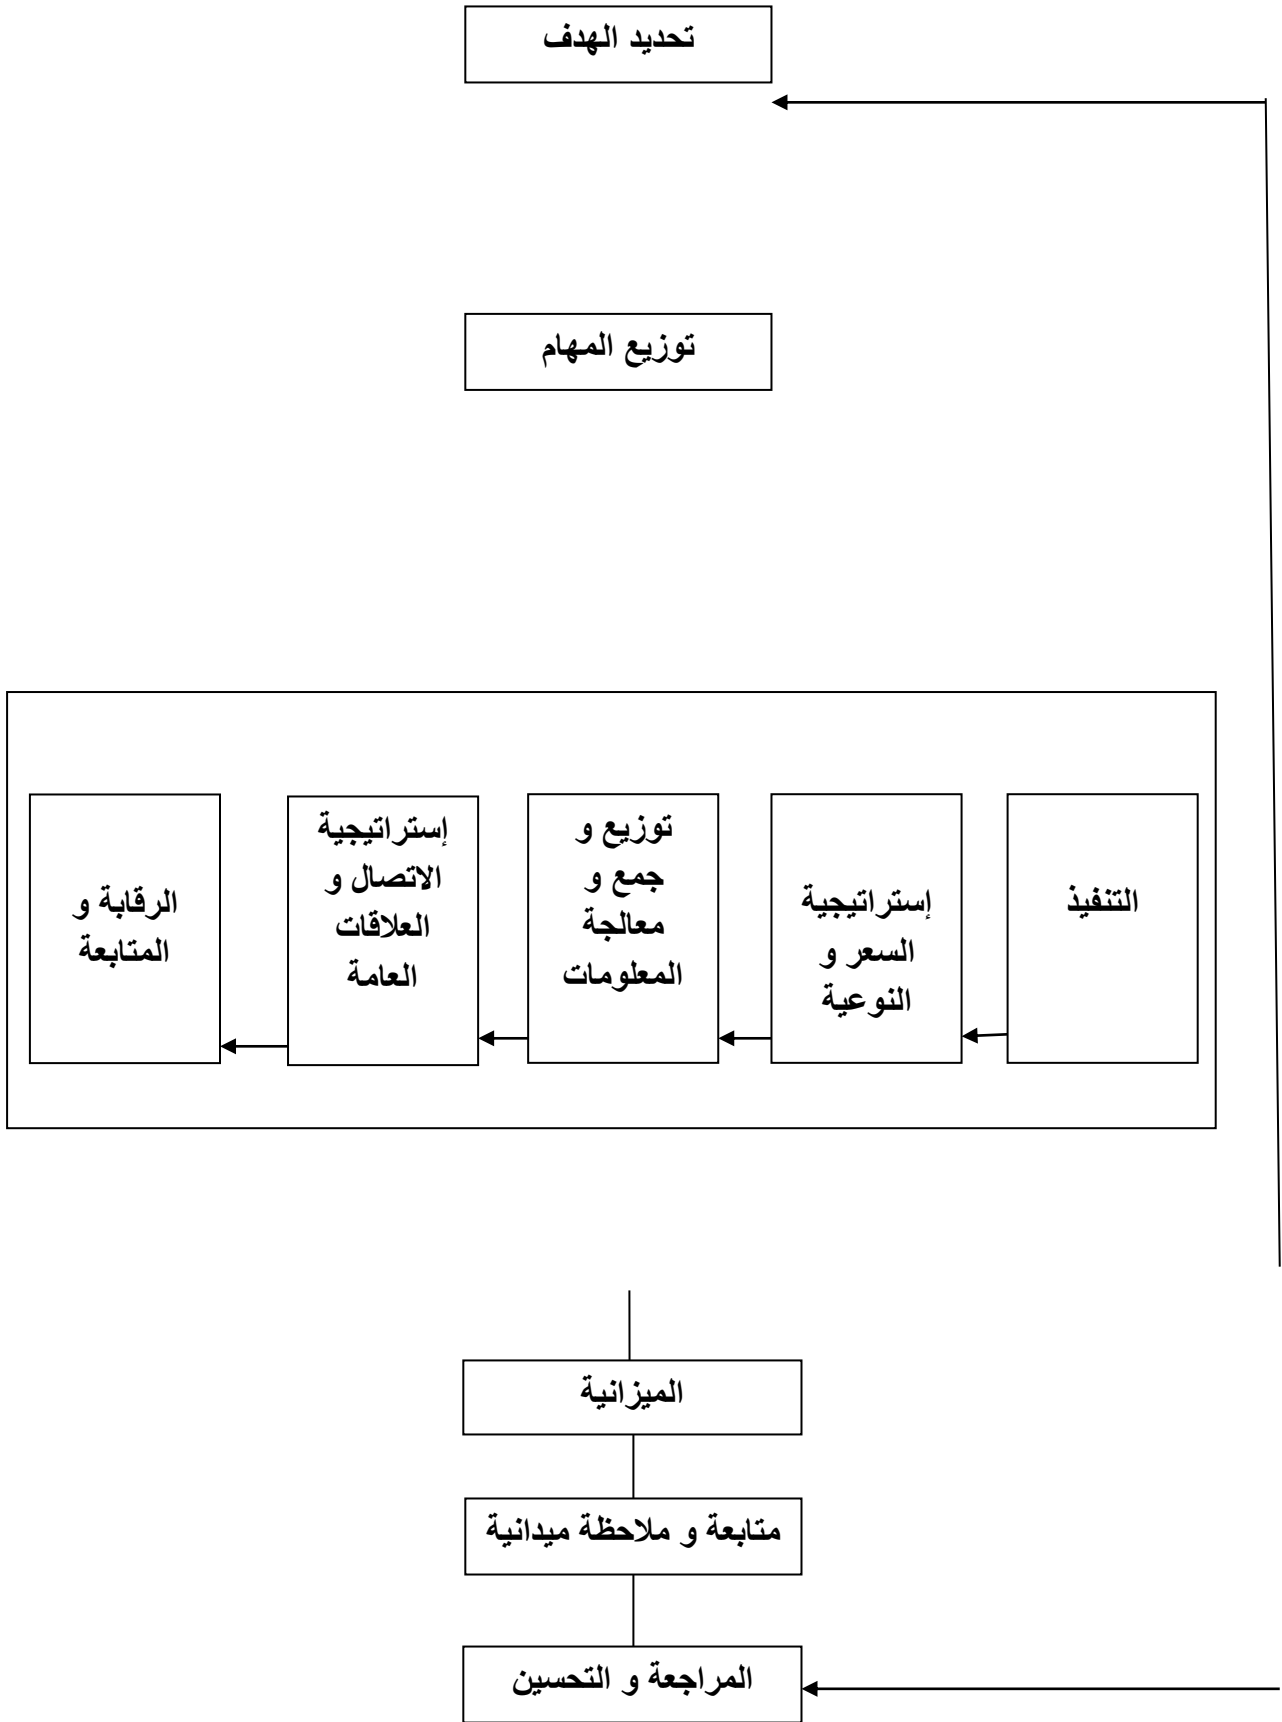 تحديد الهدف
توزيع المهام
التنفيذ
إستراتيجية
السعر و
النوعية
توزيع و
جمع و
معالجة
المعلومات
إستراتيجية
الاتصال و
العلاقات
العامة
الرقابة و
المتابعة
الميزانية
متابعة و ملاحظة ميدانية
المراجعة و التحسين